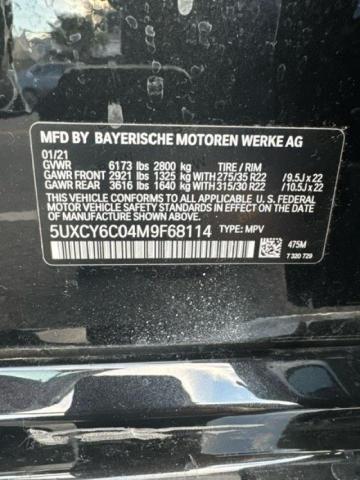 MFD BY BAYERISCHE MOTOREN WERKE AG
01/21
GVWR 6173 lbs 2800 kg TIRE / RIM
GAWR FRONT 2921 lbs 1325 kg WITH 275/35 R22 /9.5J x 22
GAWR REAR 3616 lbs 1640 kg WITH 315/30 R22 /10.5J x 22
THIS VEHICLE CONFORMS TO ALL APPLICABLE U. S. FEDERAL
MOTOR VEHICLE SAFETY STANDARDS IN EFFECT ON THE
DATE OF MANUFACTURE SHOWN ABOVE.
5UXCY6C04M9F68114 TYPE: MPV
475M
7 320 729